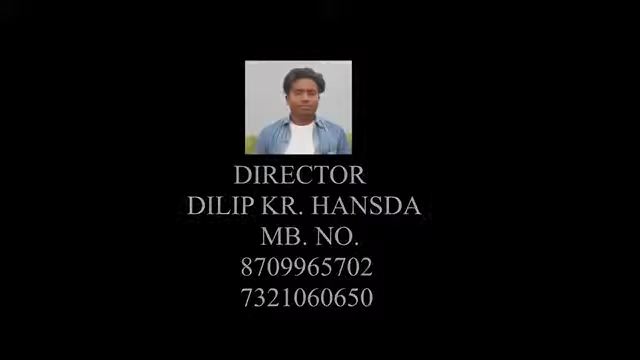 DIRECTOR
DILIP KR. HANSDA
MB. NO.
8709965702
7321060650